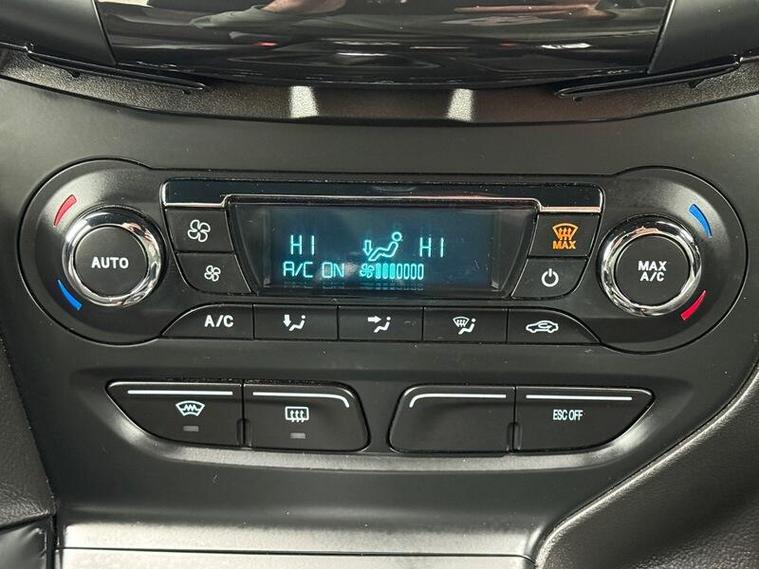 HI HI
A/C ON
MAX
AUTO
MAX
A/C
A/C
ESC OFF